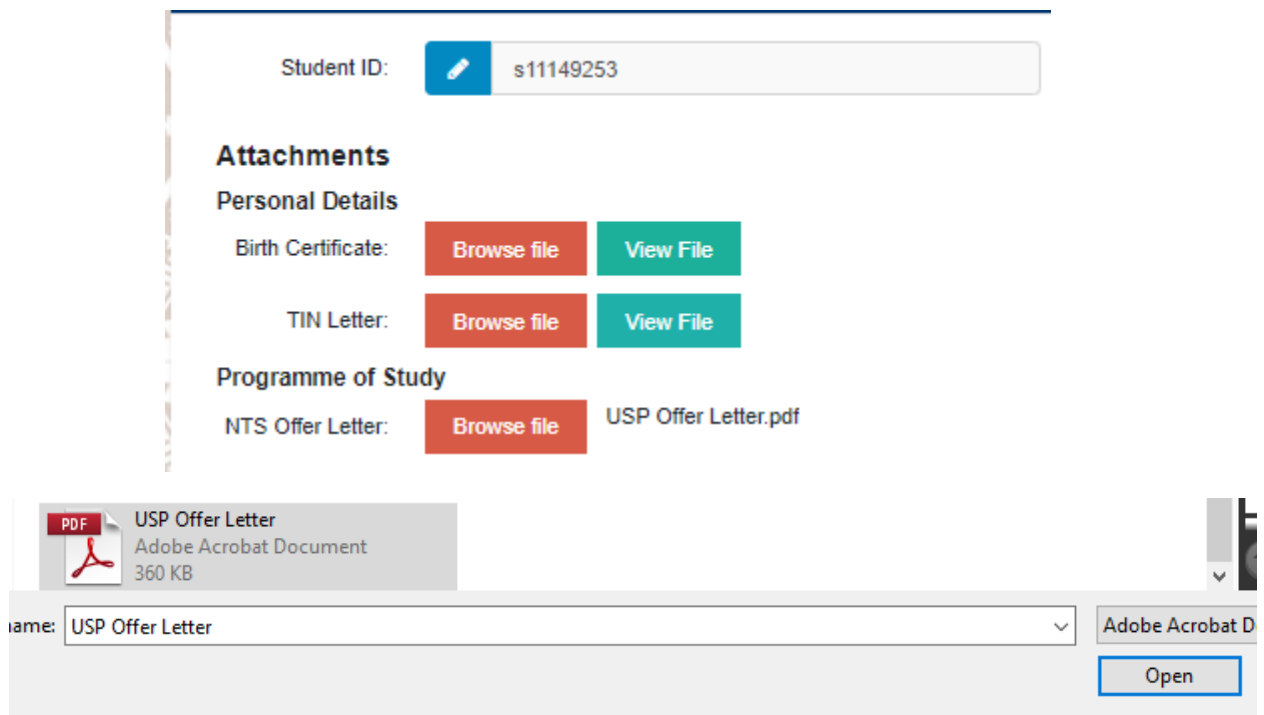 Student ID: s11149253
Attachments
Personal Details
Birth Certificate: Browse file View File
TIN Letter: Browse file View File
Programme of Study
NTS Offer Letter: Browse file USP Offer Letter.pdf
PDF
USP Offer Letter
Adobe Acrobat Document
360 KB
name: USP Offer Letter Adobe Acrobat D
Open